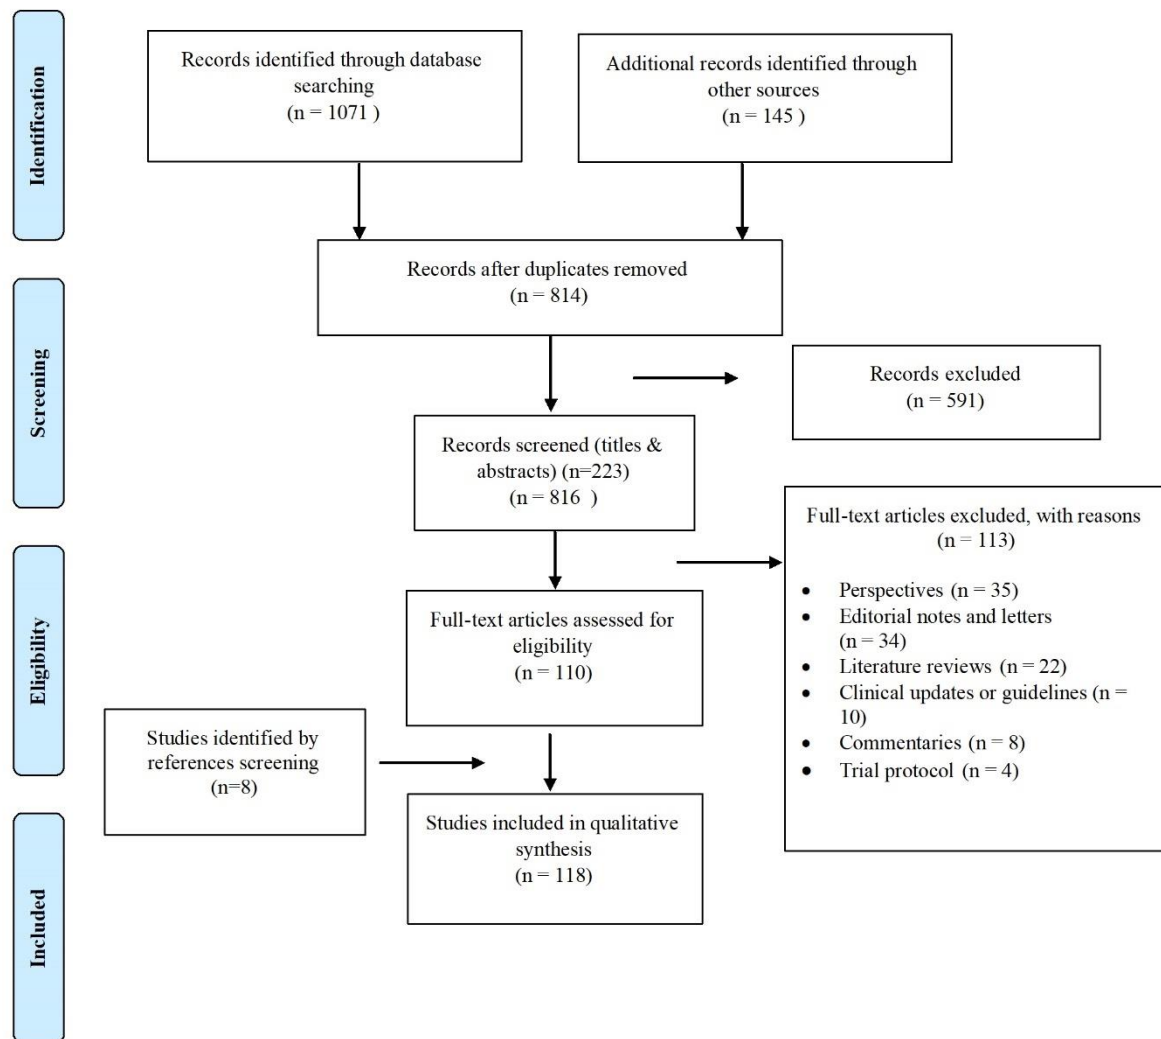 Identification
Records identified through database
searching
(n = 1071 )
Additional records identified through
other sources
(n = 145 )
Records after duplicates removed
(n = 814)
Screening
Records excluded
(n = 591)
Records screened (titles &
abstracts) (n=223)
(n = 816 )
Full-text articles excluded, with reasons
(n = 113)
• Perspectives (n = 35)
• Editorial notes and letters
(n = 34)
• Literature reviews (n = 22)
• Clinical updates or guidelines (n =
10)
• Commentaries (n = 8)
• Trial protocol (n = 4)
Eligibility
Full-text articles assessed for
eligibility
(n = 110)
Studies identified by
references screening
(n=8)
Included
Studies included in qualitative
synthesis
(n = 118)